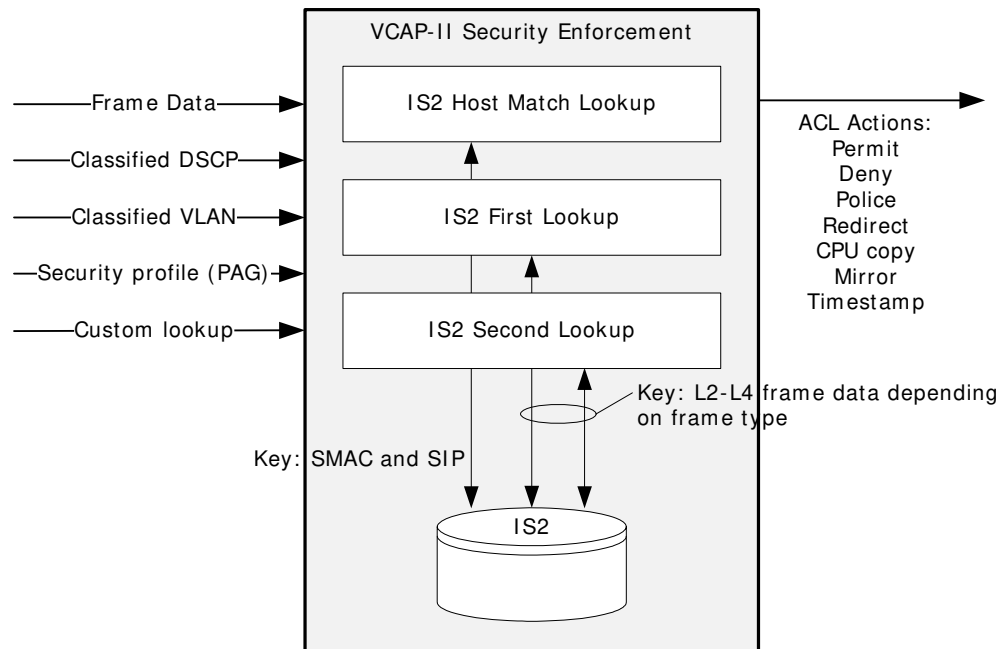 VCAP-II Security Enforcement
IS2 Host Match Lookup
IS2 First Lookup
IS2 Second Lookup
Frame Data
Classified DSCP
Classified VLAN
Security profile (PAG)
Custom lookup
ACL Actions:
Permit
Deny
Police
Redirect
CPU copy
Mirror
Timestamp
Key: L2-L4 frame data depending
on frame type
Key: SMAC and SIP
IS2